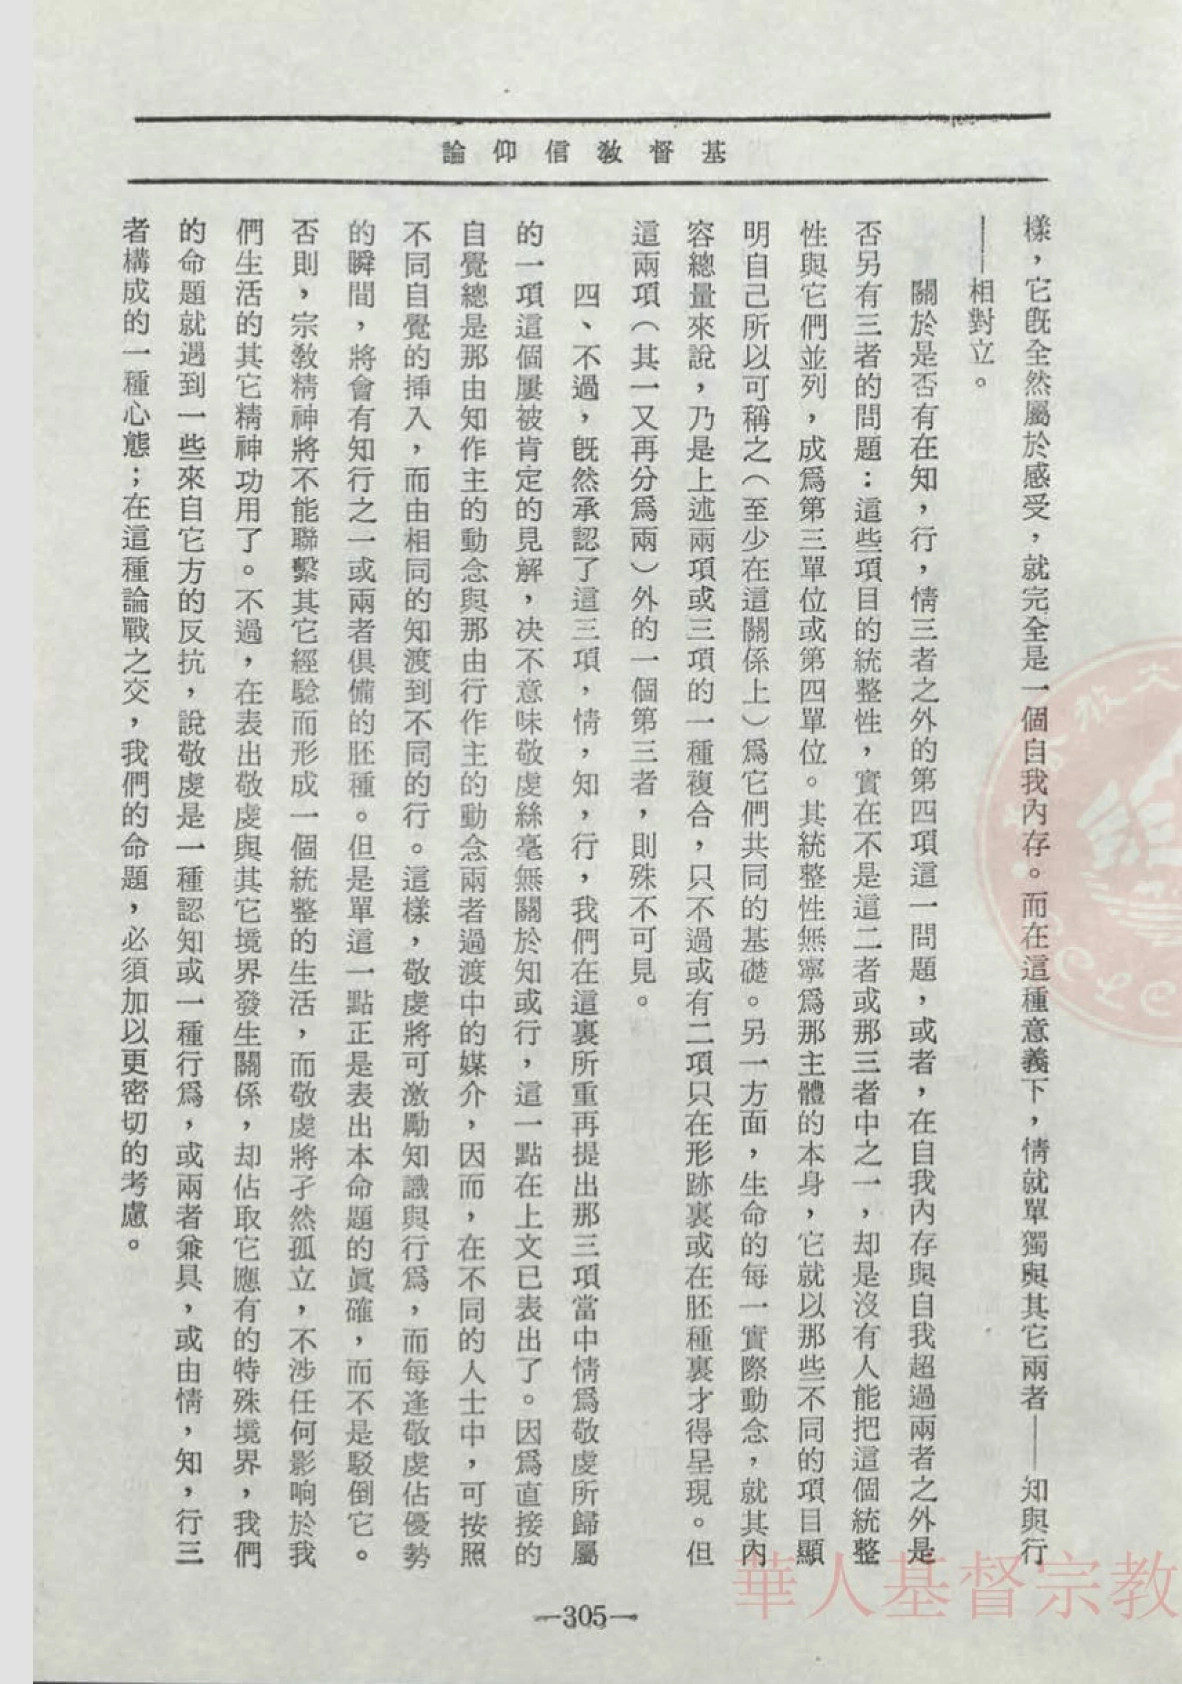 基督教信仰論
樣，它旣全然屬於感受，就完全是一個自我內存。而在這種意義下，情就單獨與其它兩者——知與行
——相對立。
關於是否有在知，行，情三者之外的第四項這一問題，或者，在自我內存與自我超過兩者之外是
否另有三者的問題：這些項目的統整性，實在不是這二者或那三者中之一，却是沒有人能把這個統整
性與它們並列，成爲第三單位或第四單位。其統整性無寧爲那主體的本身，它就以那些不同的項目顯
明自己所以可稱之（至少在這關係上）爲它們共同的基礎。另一方面，生命的每一實際動念，就其內
容總量來說，乃是上述兩項或三項的一種複合，只不過或有二項只在形跡裏或在胚種裏才得呈現。但
這兩項（其一又再分爲兩）外的一個第三者，則殊不可見。
四、不過，旣然承認了這三項，情，知，行，我們在這裏所重再提出那三項當中情爲敬虔所歸屬
的一項這個屢被肯定的見解，決不意味敬虔絲毫無關於知或行，這一點在上文已表出了。因爲直接的
自覺總是那由知作主的動念與那由行作主的動念兩者過渡中的媒介，因而，在不同的人士中，可按照
不同自覺的揷入，而由相同的知渡到不同的行。這樣，敬虔將可激勵知識與行爲，而每逢敬虔佔優勢
的瞬間，將會有知行之一或兩者俱備的胚種。但是單這一點正是表出本命題的眞確，而不是駁倒它。
否則，宗教精神將不能聯繫其它經驗而形成一個統整的生活，而敬虔將孑然孤立，不涉任何影响於我
們生活的其它精神功用了。不過，在表出敬虔與其它境界發生關係，却佔取它應有的特殊境界，我們
的命題就遇到一些來自它方的反抗，說敬虔是一種認知或一種行爲，或兩者兼具，或由情，知，行三
者構成的一種心態；在這種論戰之交，我們的命題，必須加以更密切的考慮。
—305—
華人基督宗教